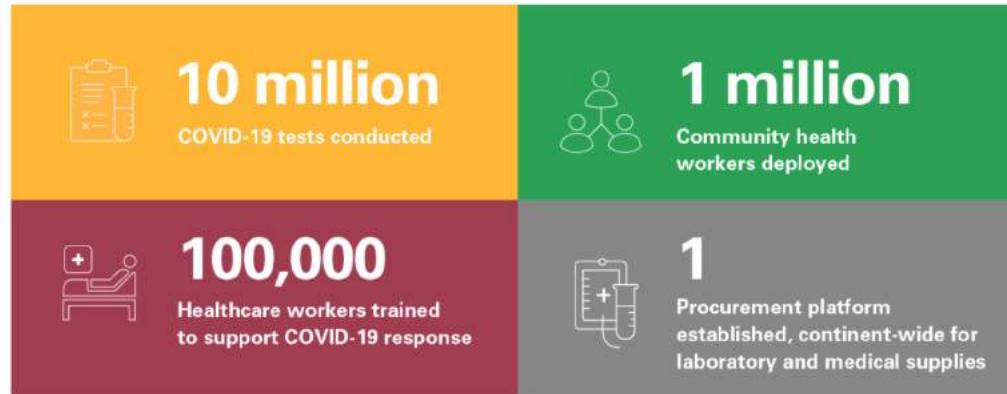 10 million
COVID-19 tests conducted
1 million
Community health
workers deployed
100,000
Healthcare workers trained
to support COVID-19 response
1
Procurement platform
established, continent-wide for
laboratory and medical supplies